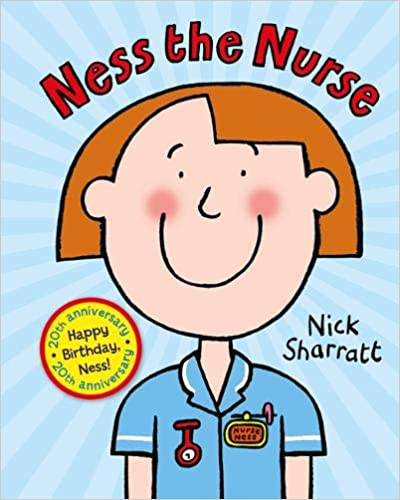 Ness the Nurse
20th anniversary
Happy
Birthday,
Ness!
20th anniversary
Nick
Sharratt
NURSE
NESS